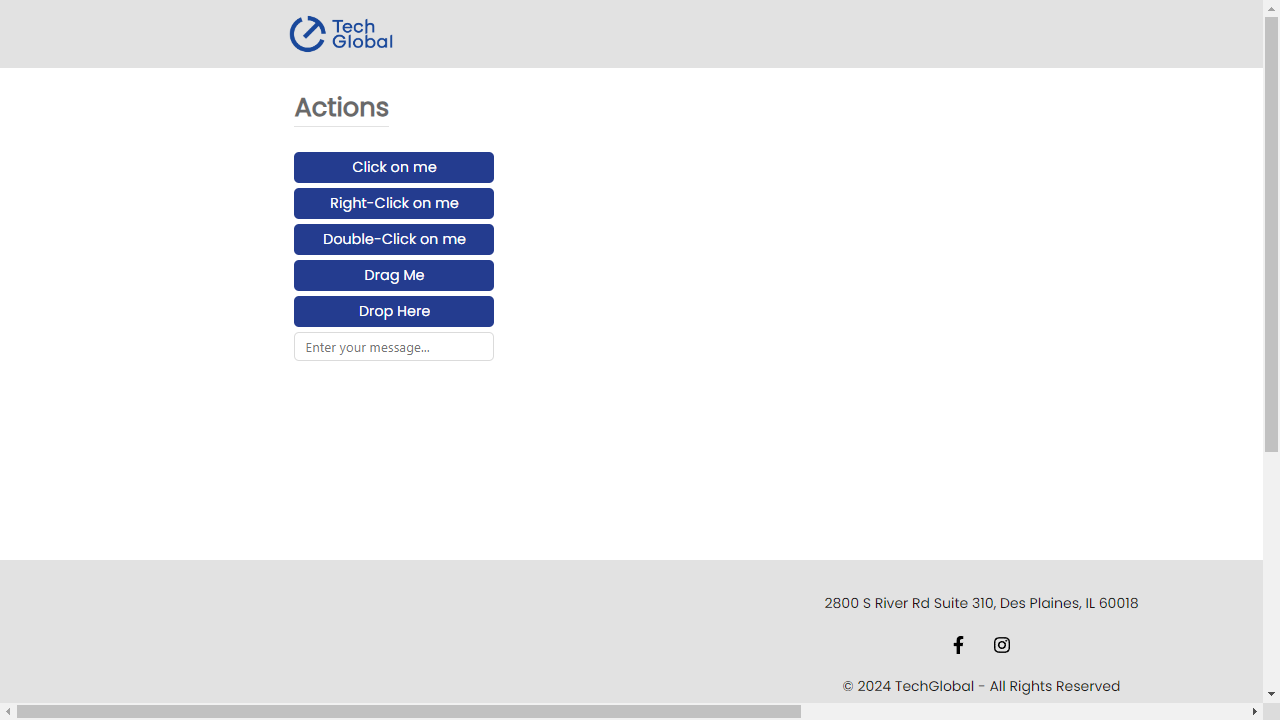 Tech
Global
Actions
Click on me
Right-Click on me
Double-Click on me
Drag Me
Drop Here
Enter your message...
2800 S River Rd Suite 310, Des Plaines, IL 60018
© 2024 TechGlobal - All Rights Reserved